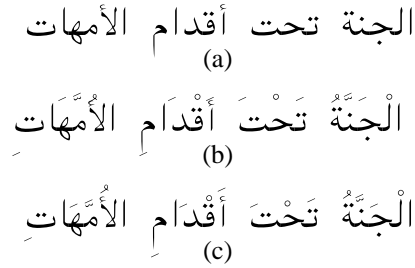 الجنة تحت أقدام الأمهات
(a)
الْجَنَّةُ تَحْتَ أَقْدَامِ الأُمَّهَاتِ
(b)
الْجَنَّةُ تَحْتَ أَقْدَامِ الأُمَّهَاتِ
(c)